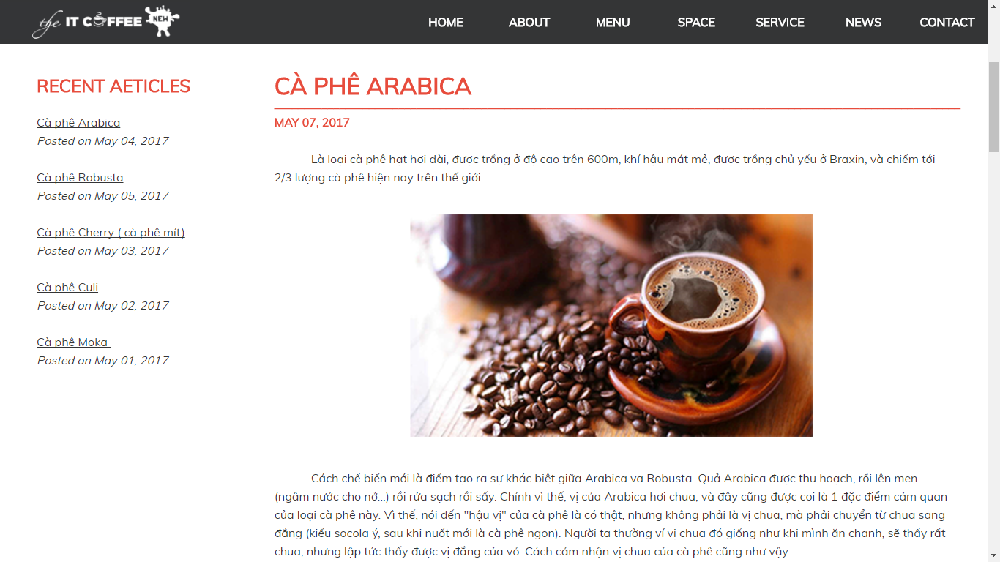 the IT COFFEE NEW
HOME ABOUT MENU SPACE SERVICE NEWS CONTACT
RECENT AETICLES
Cà phê Arabica
Posted on May 04, 2017
Cà phê Robusta
Posted on May 05, 2017
Cà phê Cherry ( cà phê mít)
Posted on May 03, 2017
Cà phê Culi
Posted on May 02, 2017
Cà phê Moka
Posted on May 01, 2017
CÀ PHÊ ARABICA
MAY 07, 2017
Là loại cà phê hạt hơi dài, được trồng ở độ cao trên 600m, khí hậu mát mẻ, được trồng chủ yếu ở Braxin, và chiếm tới
2/3 lượng cà phê hiện nay trên thế giới.
Cách chế biến mới là điểm tạo ra sự khác biệt giữa Arabica va Robusta. Quả Arabica được thu hoạch, rồi lên men
(ngâm nước cho nở...) rồi rửa sạch rồi sấy. Chính vì thế, vị của Arabica hơi chua, và đây cũng được coi là 1 đặc điểm cảm quan
của loại cà phê này. Vì thế, nói đến "hậu vị" của cà phê là có thật, nhưng không phải là vị chua, mà phải chuyển từ chua sang
đắng (kiểu socola ý, sau khi nuốt mới là cà phê ngon). Người ta thường ví vị chua đó giống như khi mình ăn chanh, sẽ thấy rất
chua, nhưng lập tức thấy được vị đắng của vỏ. Cách cảm nhận vị chua của cà phê cũng như vậy.